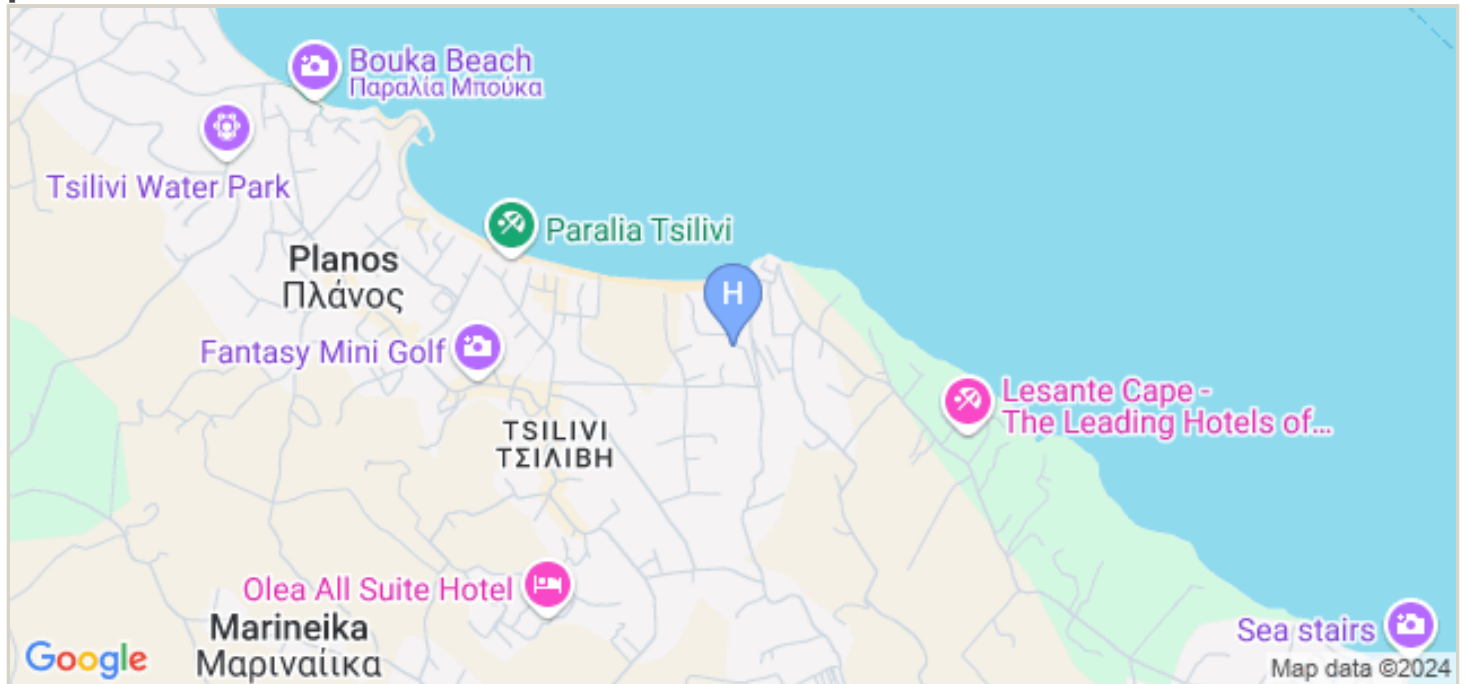 Bouka Beach
Παραλία Μπούκα
Tsilivi Water Park
Paralia Tsilivi
Planos
Πλάνος
H
Fantasy Mini Golf
Lesante Cape -
The Leading Hotels of...
TSILIVI
ΤΣΙΛΙΒΗ
Olea All Suite Hotel
Marineika
Μαριναίικα
Sea stairs
Google
Map data ©2024